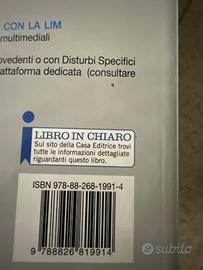 CON LA LIM
multimediali
ovedenti o con Disturbi Specifici
attaforma dedicata (consultare
i
LIBRO IN CHIARO
Sul sito della Casa Editrice trovi
tutte le informazioni dettagliate
riguardanti questo libro.
ISBN 978-88-268-1991-4
9 788826 819914
subito